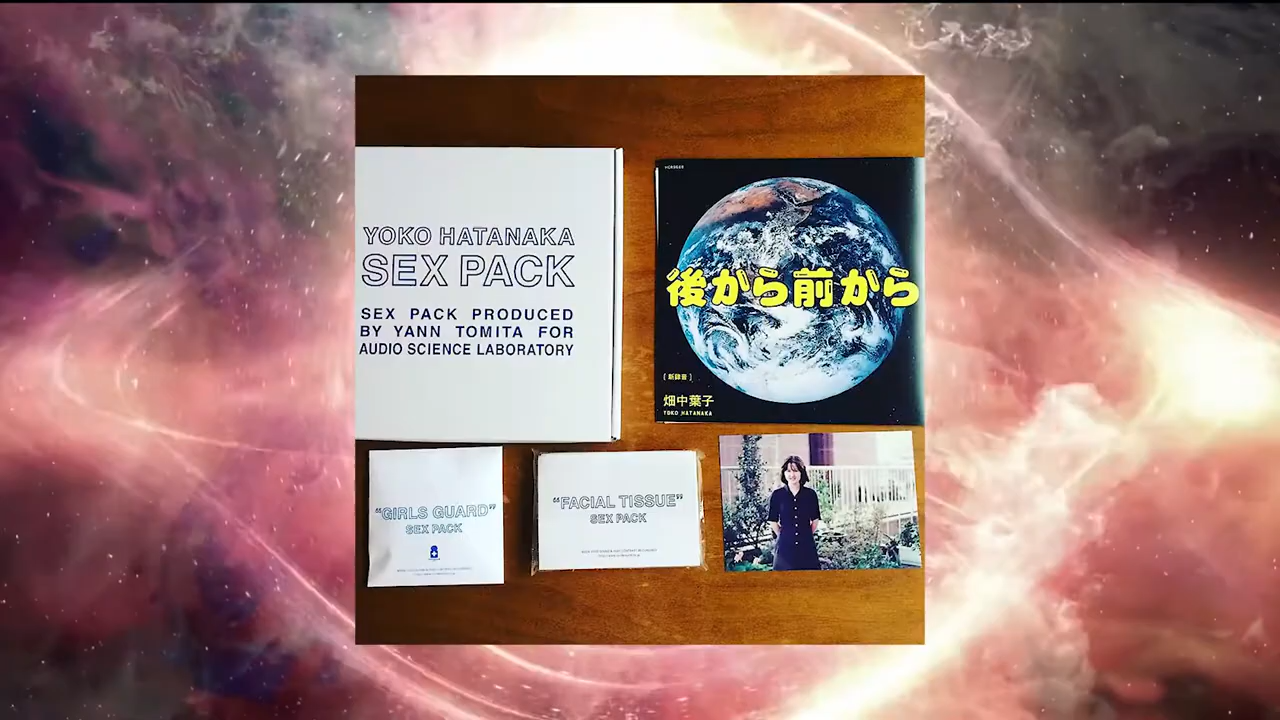 YOKO HATANAKA
SEX PACK
SEX PACK PRODUCED
BY YANN TOMITA FOR
AUDIO SCIENCE LABORATORY
後から前から
[新録音]
畑中葉子
YOKO HATANAKA
"GIRLS GUARD"
SEX PACK
"FACIAL TISSUE"
SEX PACK